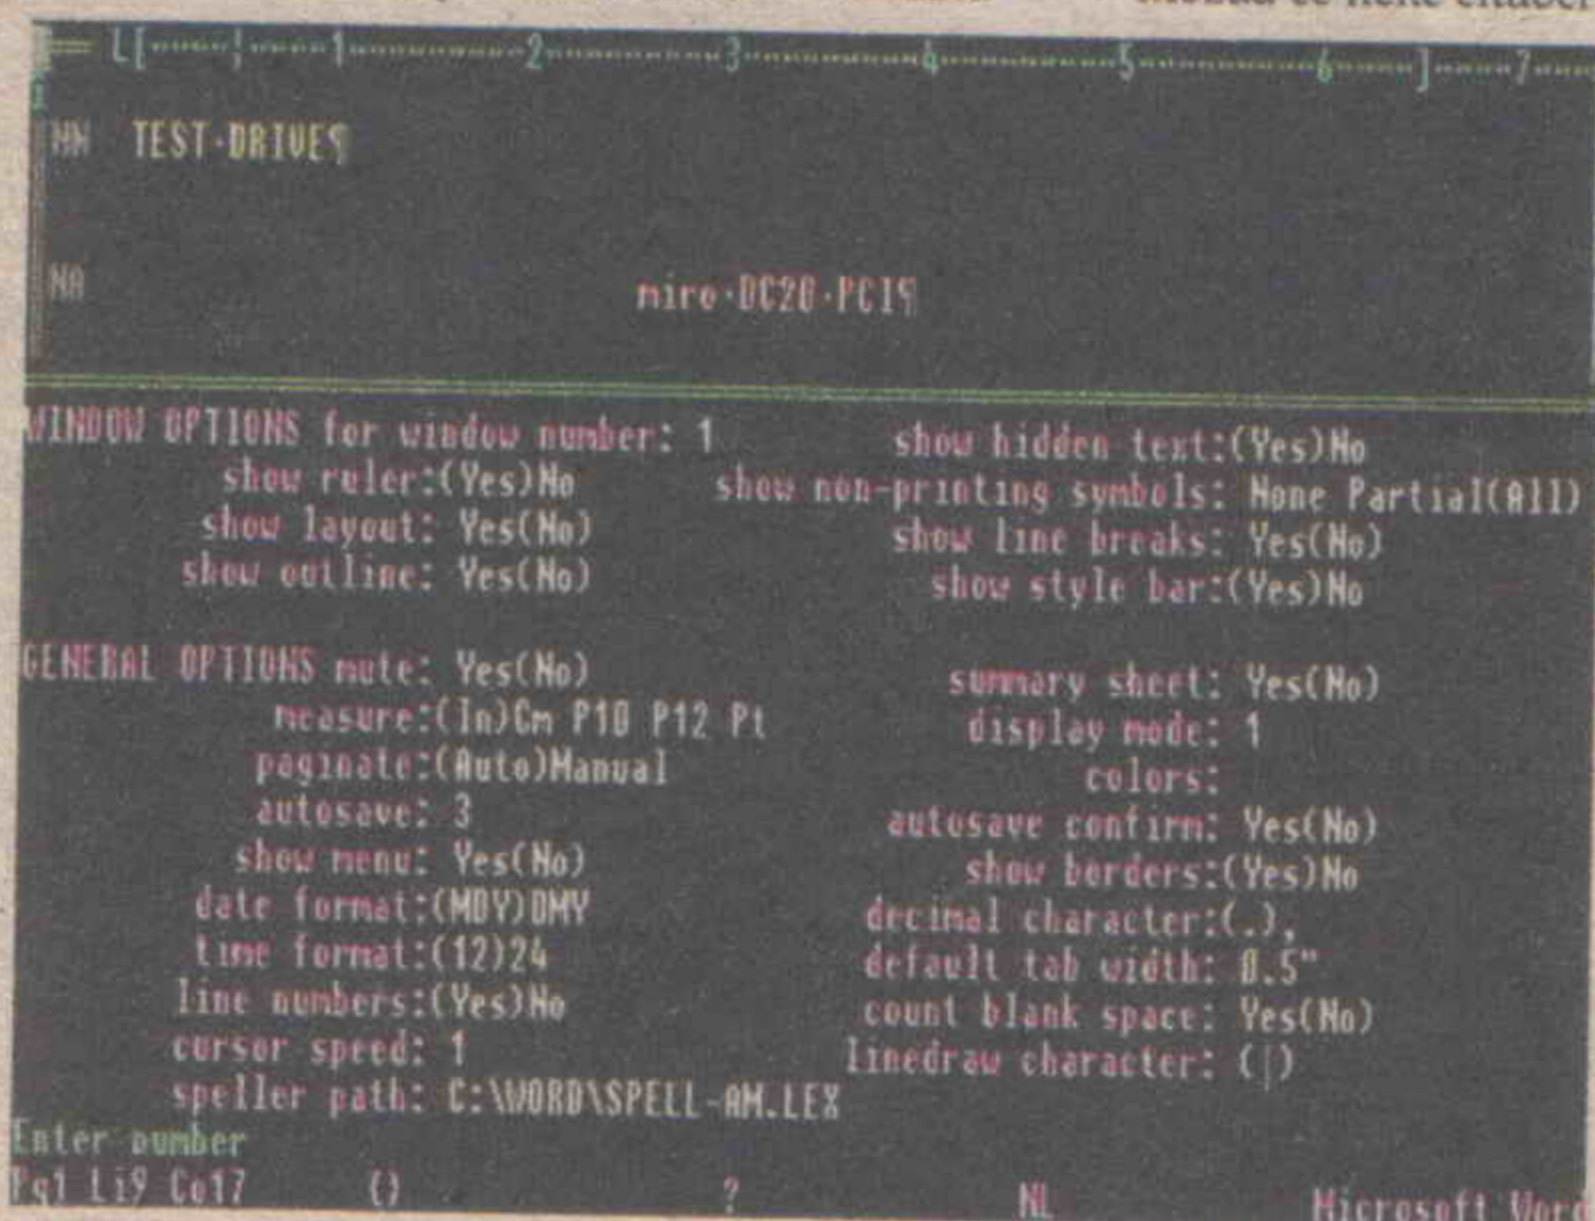 L[.......¦.......1.................2.................3.................4.................5.................6........]........7.....
TEST·DRIVE¶
miro·DC20·PCI¶
WINDOW OPTIONS for window number: 1 show hidden text:(Yes)No
show ruler:(Yes)No show non-printing symbols: None Partial(All)
show layout: Yes(No) show line breaks: Yes(No)
show outline: Yes(No) show style bar:(Yes)No
GENERAL OPTIONS mute: Yes(No) summary sheet: Yes(No)
measure:(In)Cm P10 P12 Pt display mode: 1
paginate:(Auto)Manual colors:
autosave: 3 autosave confirm: Yes(No)
show menu: Yes(No) show borders:(Yes)No
date format:(MDY)DMY decimal character:(.),
time format:(12)24 default tab width: 0.5"
line numbers:(Yes)No count blank space: Yes(No)
cursor speed: 1 linedraw character: (|)
speller path: C:\WORD\SPELL-AM.LEX
Enter number
Pg1 Li9 Co17 {} ? NL Microsoft Word